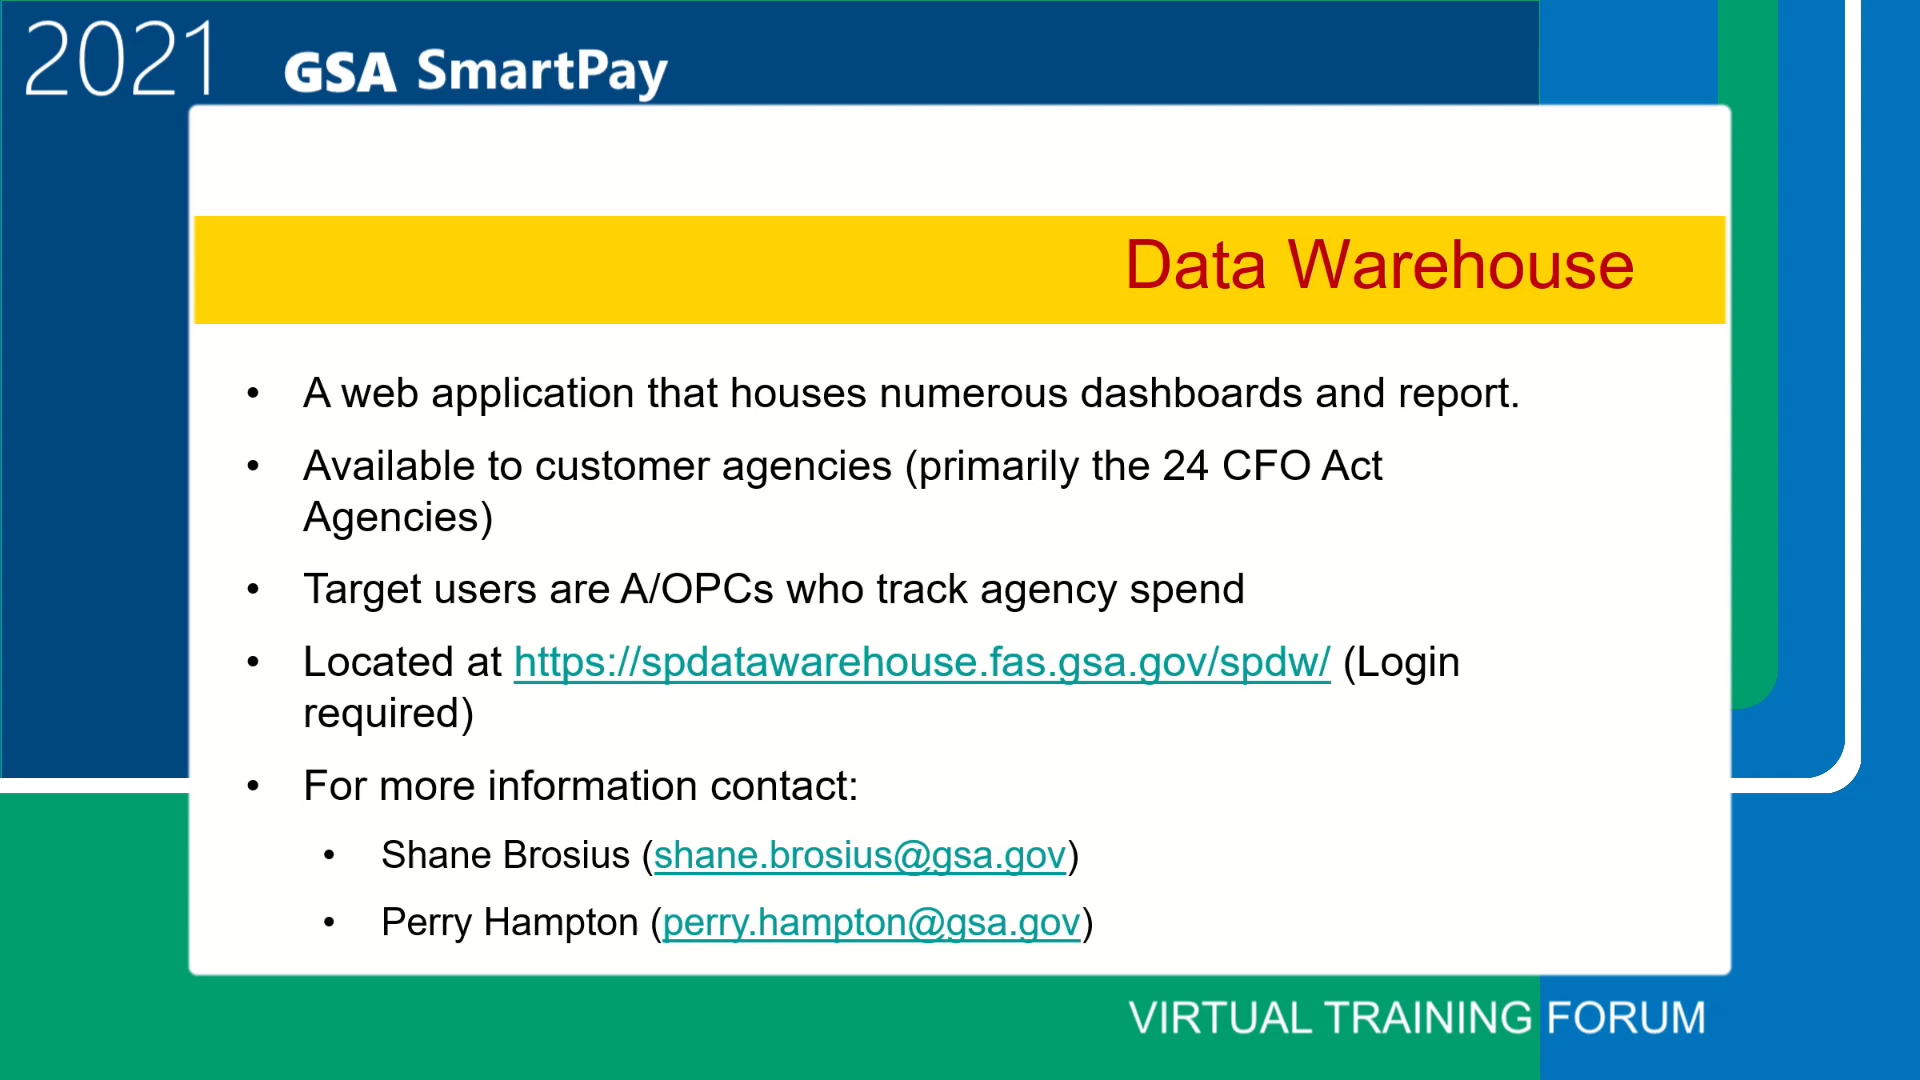 2021 GSA SmartPay
Data Warehouse
• A web application that houses numerous dashboards and report.
• Available to customer agencies (primarily the 24 CFO Act
Agencies)
• Target users are A/OPCs who track agency spend
• Located at https://spdatawarehouse.fas.gsa.gov/spdw/ (Login
required)
• For more information contact:
• Shane Brosius (shane.brosius@gsa.gov)
• Perry Hampton (perry.hampton@gsa.gov)
VIRTUAL TRAINING FORUM